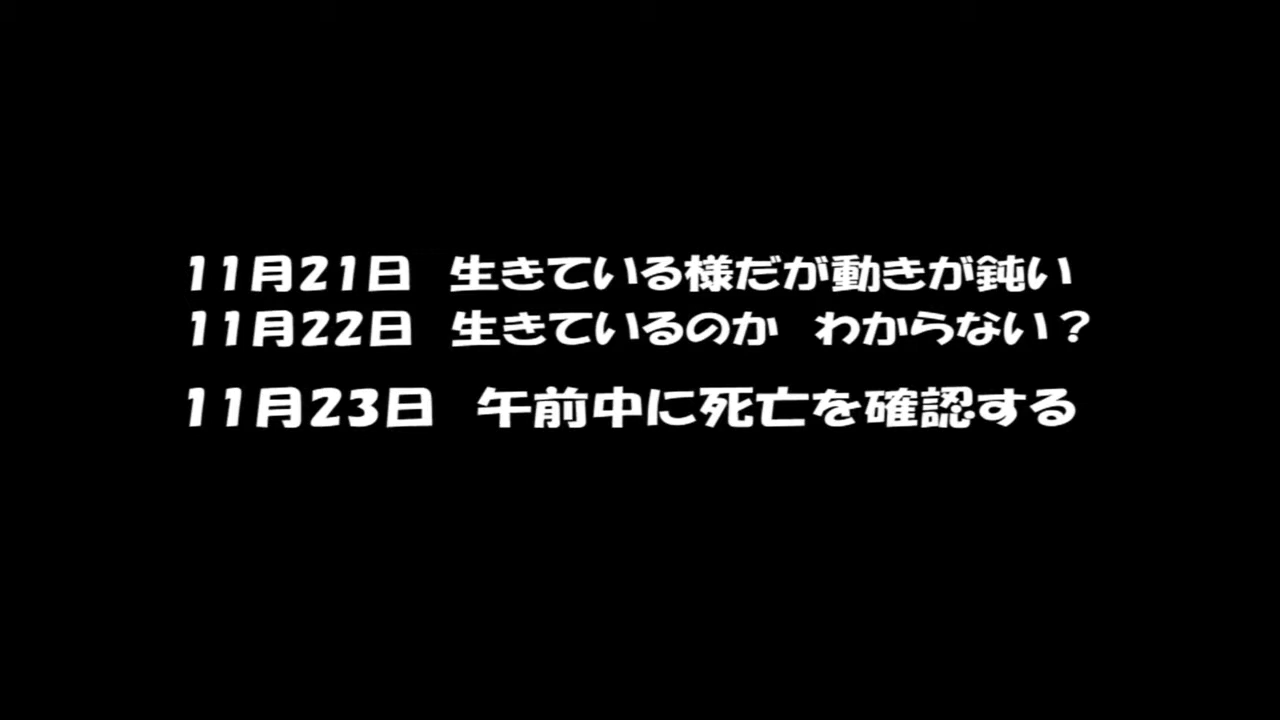 11月21日　生きている様だが動きが鈍い
11月22日　生きているのか　わからない？
11月23日　午前中に死亡を確認する